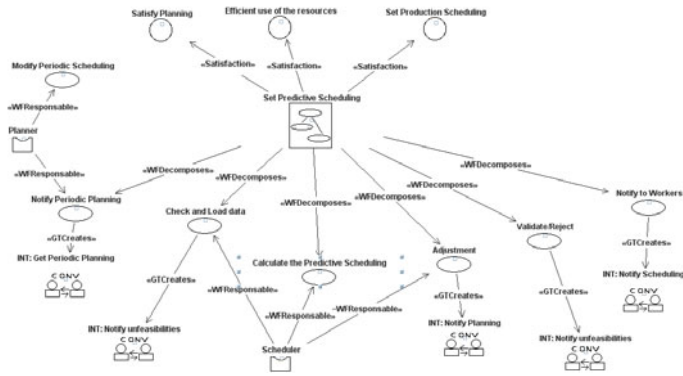 Satisfy Planning
Efficient use of the resources
Set Production Scheduling
«Satisfaction»
«Satisfaction»
«Satisfaction»
Modify Periodic Scheduling
«WFResponsable»
Set Predictive Scheduling
Planner
«WFResponsable»
«WFDecomposes»
«WFDecomposes»
«WFDecomposes»
«WFDecomposes»
«WFDecomposes»
«WFDecomposes»
Notify Periodic Planning
Check and Load data
Notify to Workers
Validate/Reject
«GTCreates»
«GTCreates»
Adjustment
INT: Get Periodic Planning
Calculate the Predictive Scheduling
INT: Notify Scheduling
CONV
«GTCreates»
«WFResponsable»
«GTCreates»
«GTCreates»
CONV
«WFResponsable»
«WFResponsable»
INT: Notify unfeasibilities
INT: Notify Planning
INT: Notify unfeasibilities
CONV
Scheduler
CONV
CONV